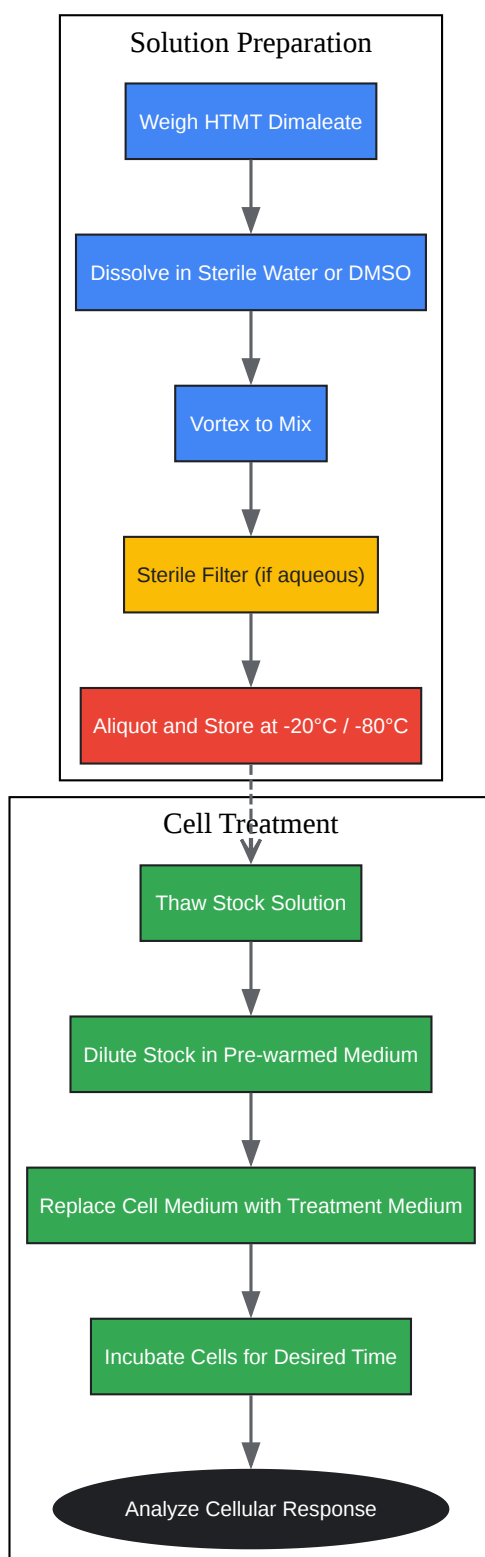 Solution Preparation
Weigh HTMT Dimaleate
Dissolve in Sterile Water or DMSO
Vortex to Mix
Sterile Filter (if aqueous)
Aliquot and Store at -20°C / -80°C
Cell Treatment
Thaw Stock Solution
Dilute Stock in Pre-warmed Medium
Replace Cell Medium with Treatment Medium
Incubate Cells for Desired Time
Analyze Cellular Response